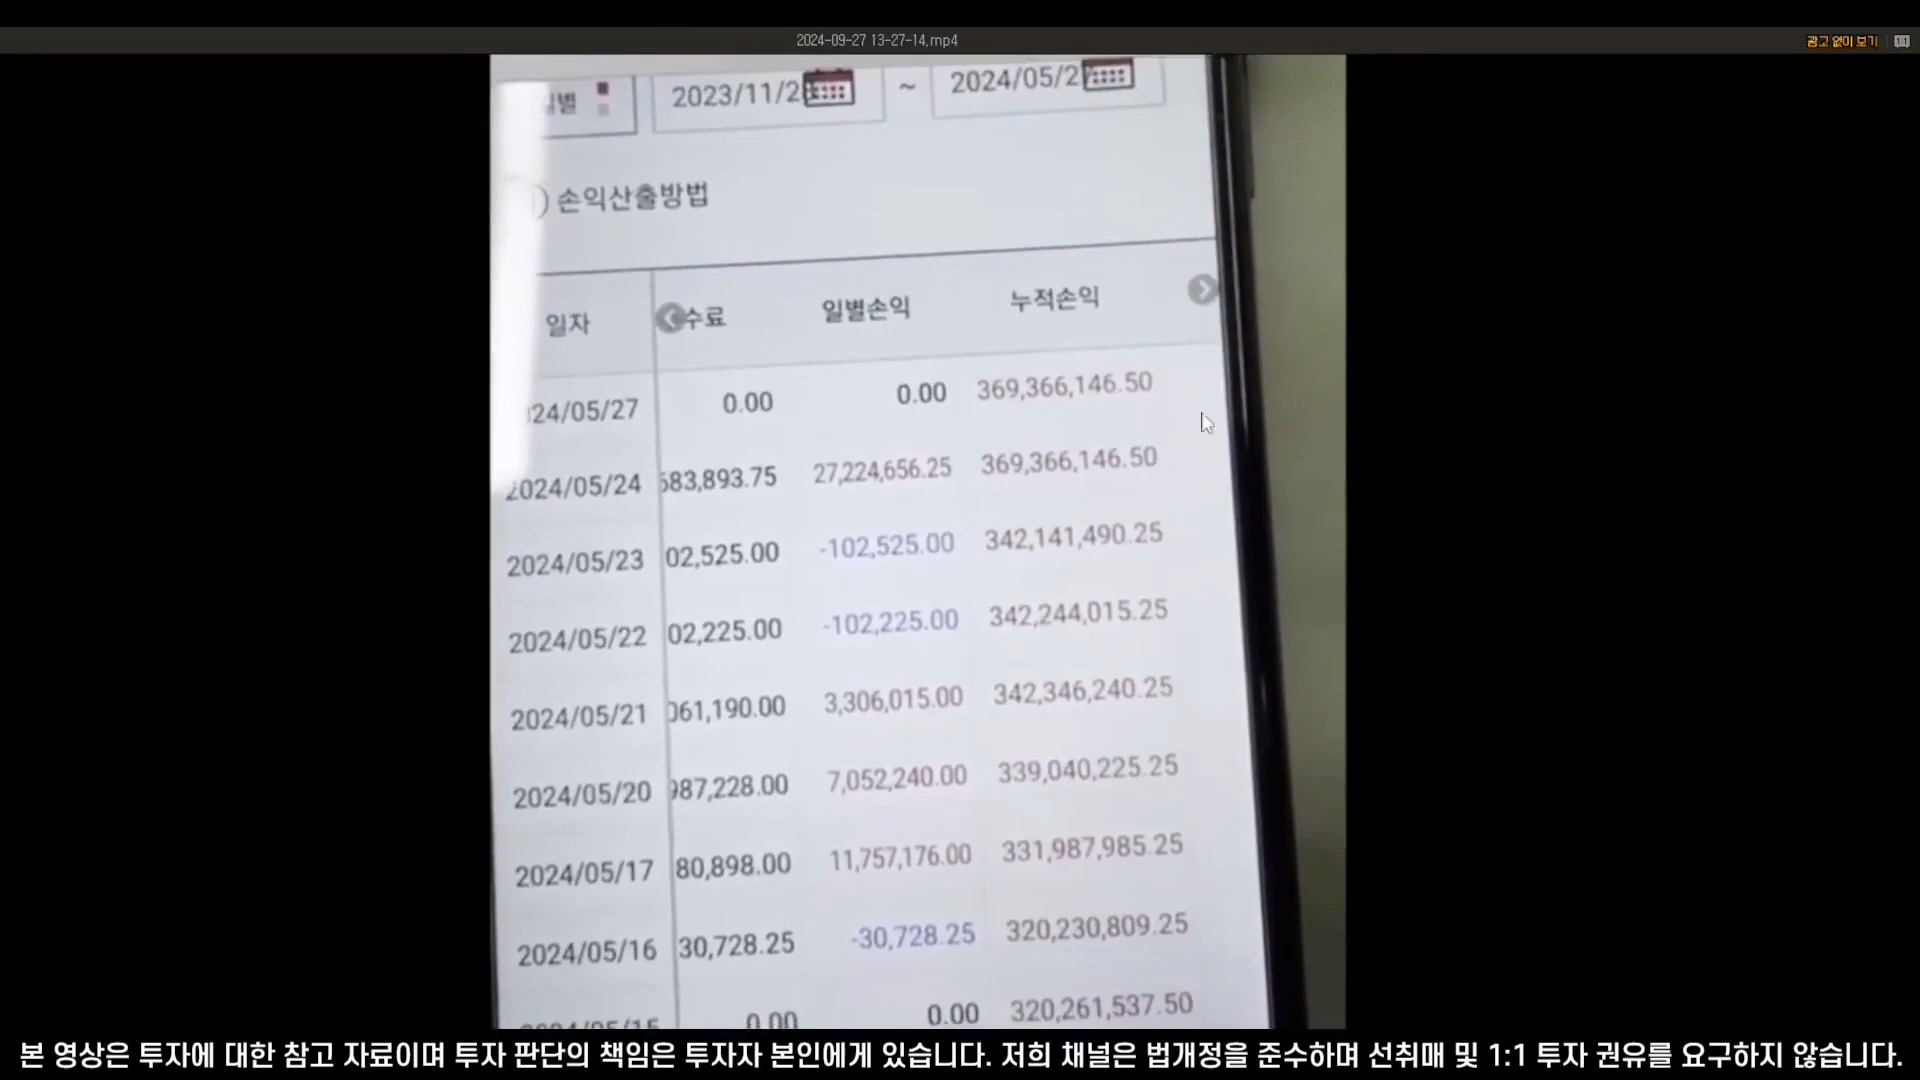 2024-09-27 13-27-14.mp4
광고 없이 보기
2023/11/28 ~ 2024/05/27
손익산출방법
일자 수료 일별손익 누적손익
24/05/27 0.00 0.00 369,366,146.50
2024/05/24 683,893.75 27,224,656.25 369,366,146.50
2024/05/23 02,525.00 -102,525.00 342,141,490.25
2024/05/22 02,225.00 -102,225.00 342,244,015.25
2024/05/21 061,190.00 3,306,015.00 342,346,240.25
2024/05/20 987,228.00 7,052,240.00 339,040,225.25
2024/05/17 80,898.00 11,757,176.00 331,987,985.25
2024/05/16 30,728.25 -30,728.25 320,230,809.25
2024/05/15 0.00 0.00 320,261,537.50
본 영상은 투자에 대한 참고 자료이며 투자 판단의 책임은 투자자 본인에게 있습니다. 저희 채널은 법개정을 준수하며 선취매 및 1:1 투자 권유를 요구하지 않습니다.